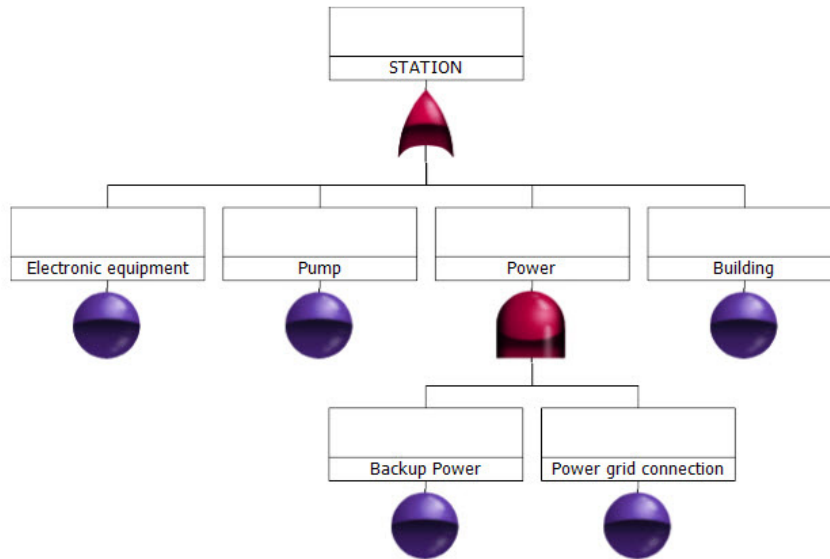 STATION
Electronic equipment
Pump
Power
Building
Backup Power
Power grid connection